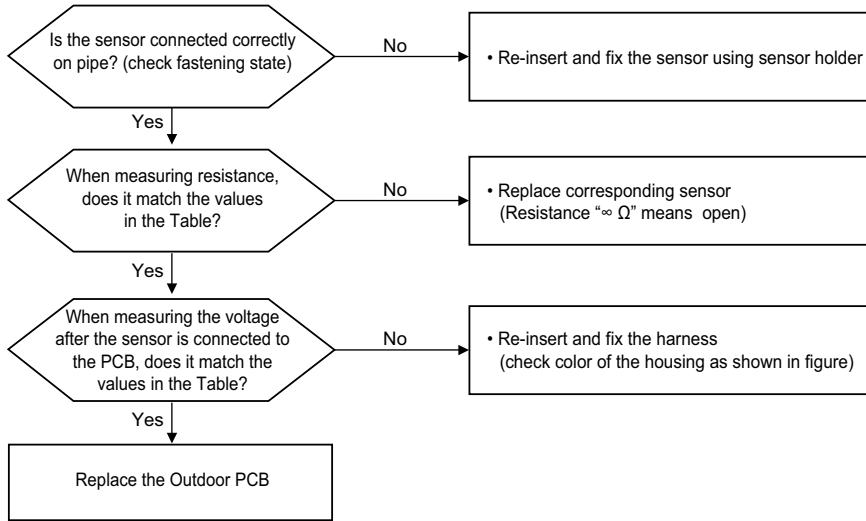 Is the sensor connected correctly
on pipe? (check fastening state)
No
• Re-insert and fix the sensor using sensor holder
Yes
When measuring resistance,
does it match the values
in the Table?
No
• Replace corresponding sensor
(Resistance “∞ Ω” means open)
Yes
When measuring the voltage
after the sensor is connected to
the PCB, does it match the
values in the Table?
No
• Re-insert and fix the harness
(check color of the housing as shown in figure)
Yes
Replace the Outdoor PCB